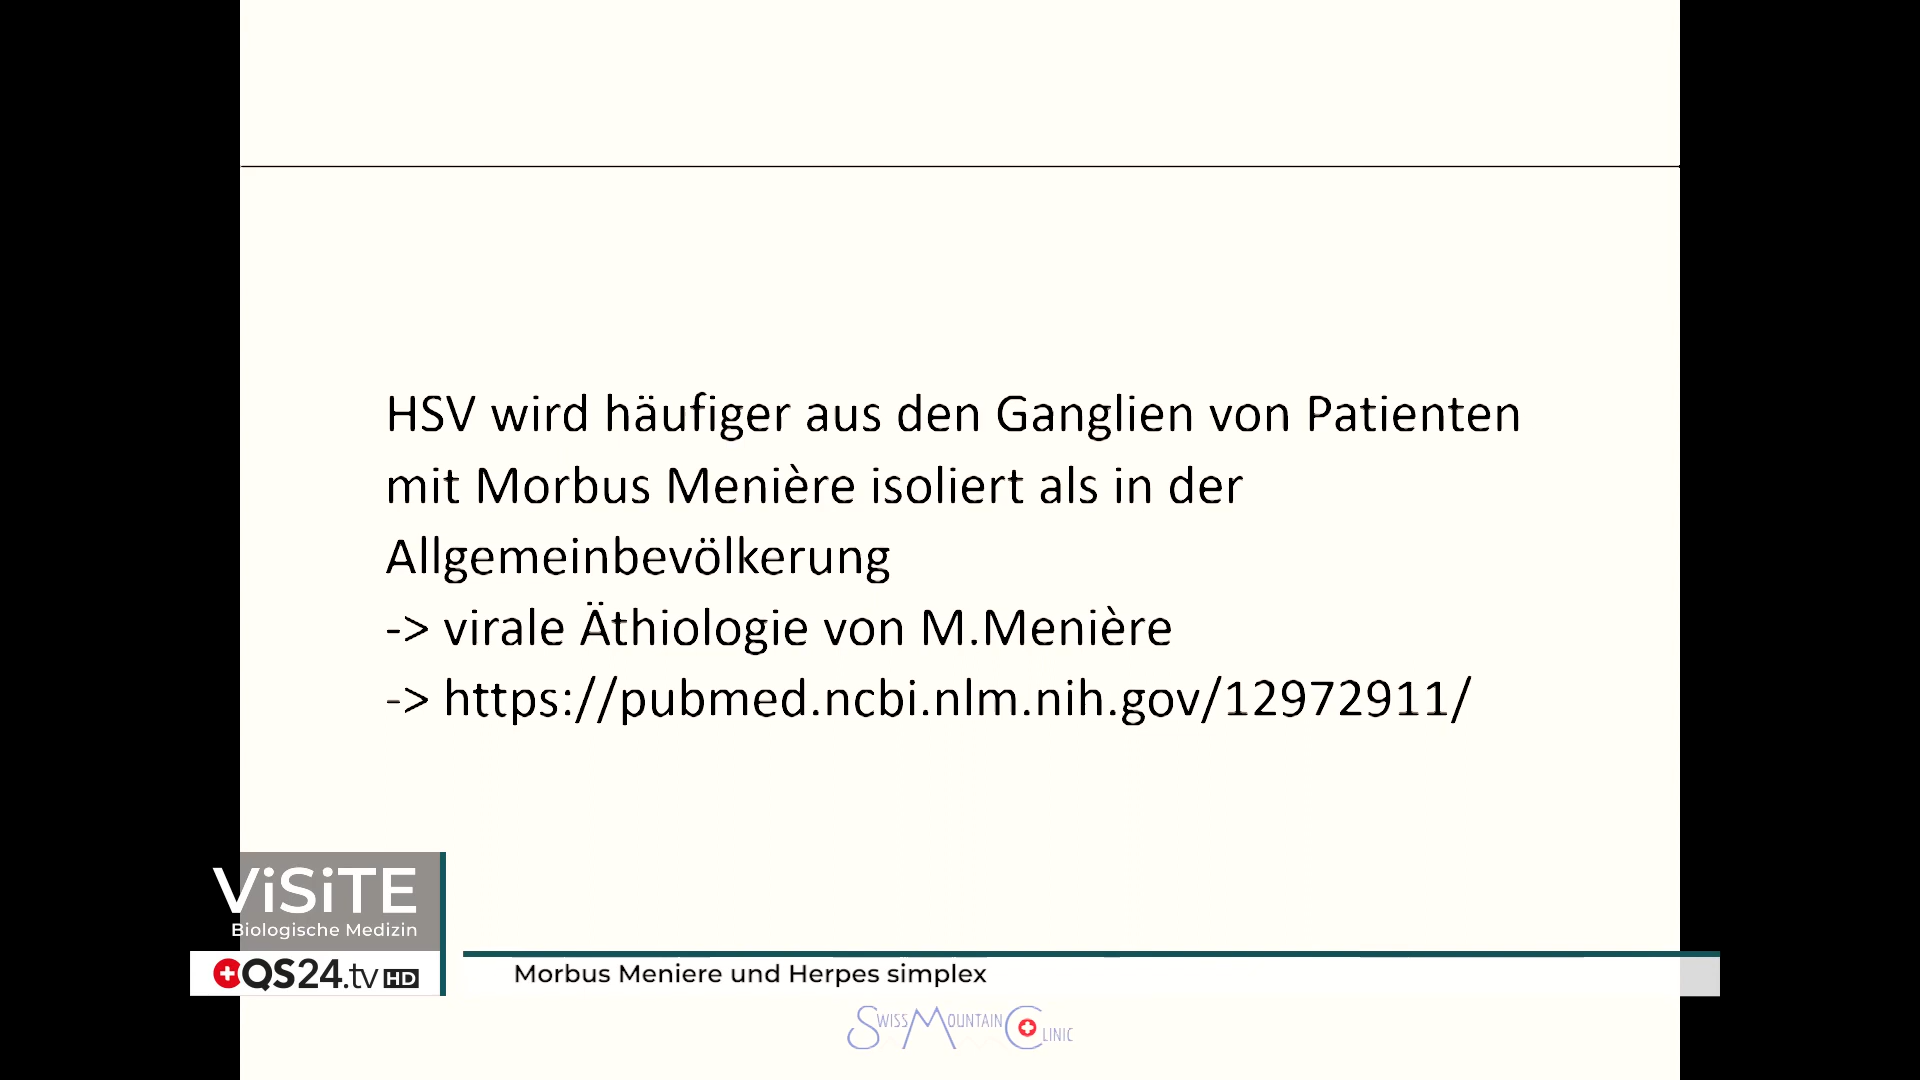 HSV wird häufiger aus den Ganglien von Patienten
mit Morbus Menière isoliert als in der
Allgemeinbevölkerung
-> virale Äthiologie von M.Menière
-> https://pubmed.ncbi.nlm.nih.gov/12972911/
ViSiTE
Biologische Medizin
QS24.tv HD
Morbus Meniere und Herpes simplex
SWISS MOUNTAIN CLINIC